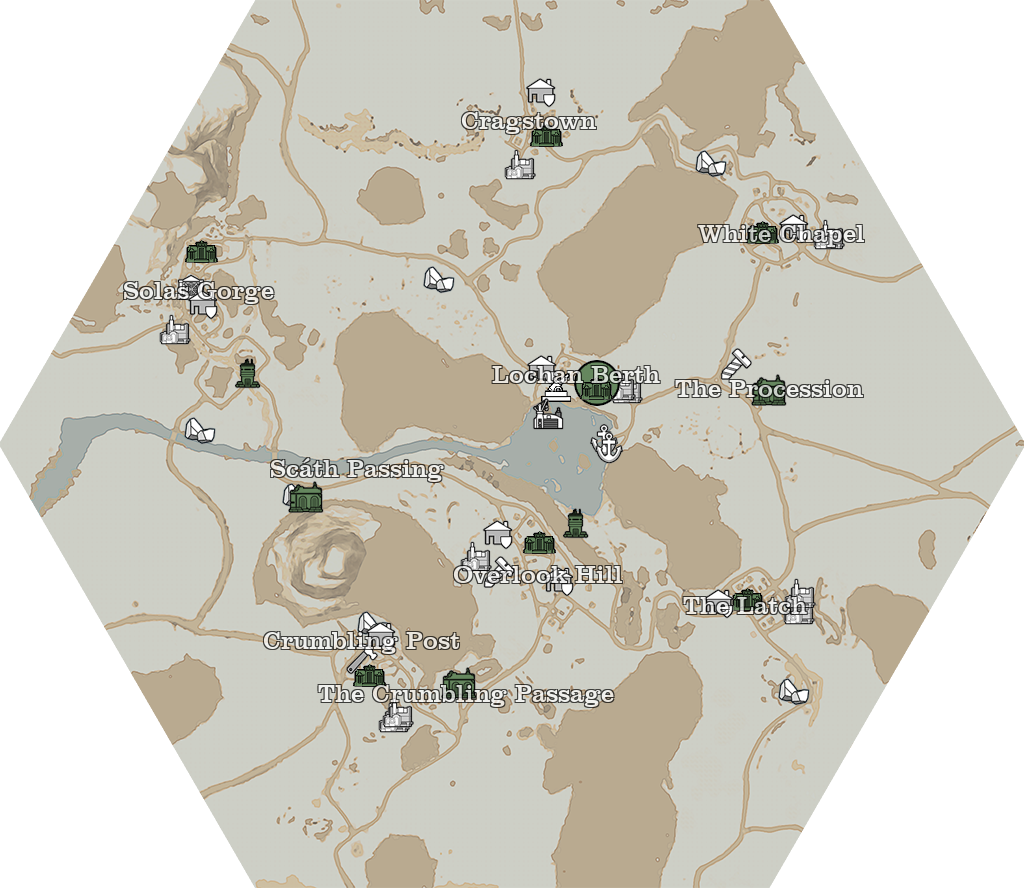 Cragstown
White Chapel
Solas Gorge
Lochan Berth
The Procession
Scáth Passing
Overlook Hill
The Latch
Crumbling Post
The Crumbling Passage